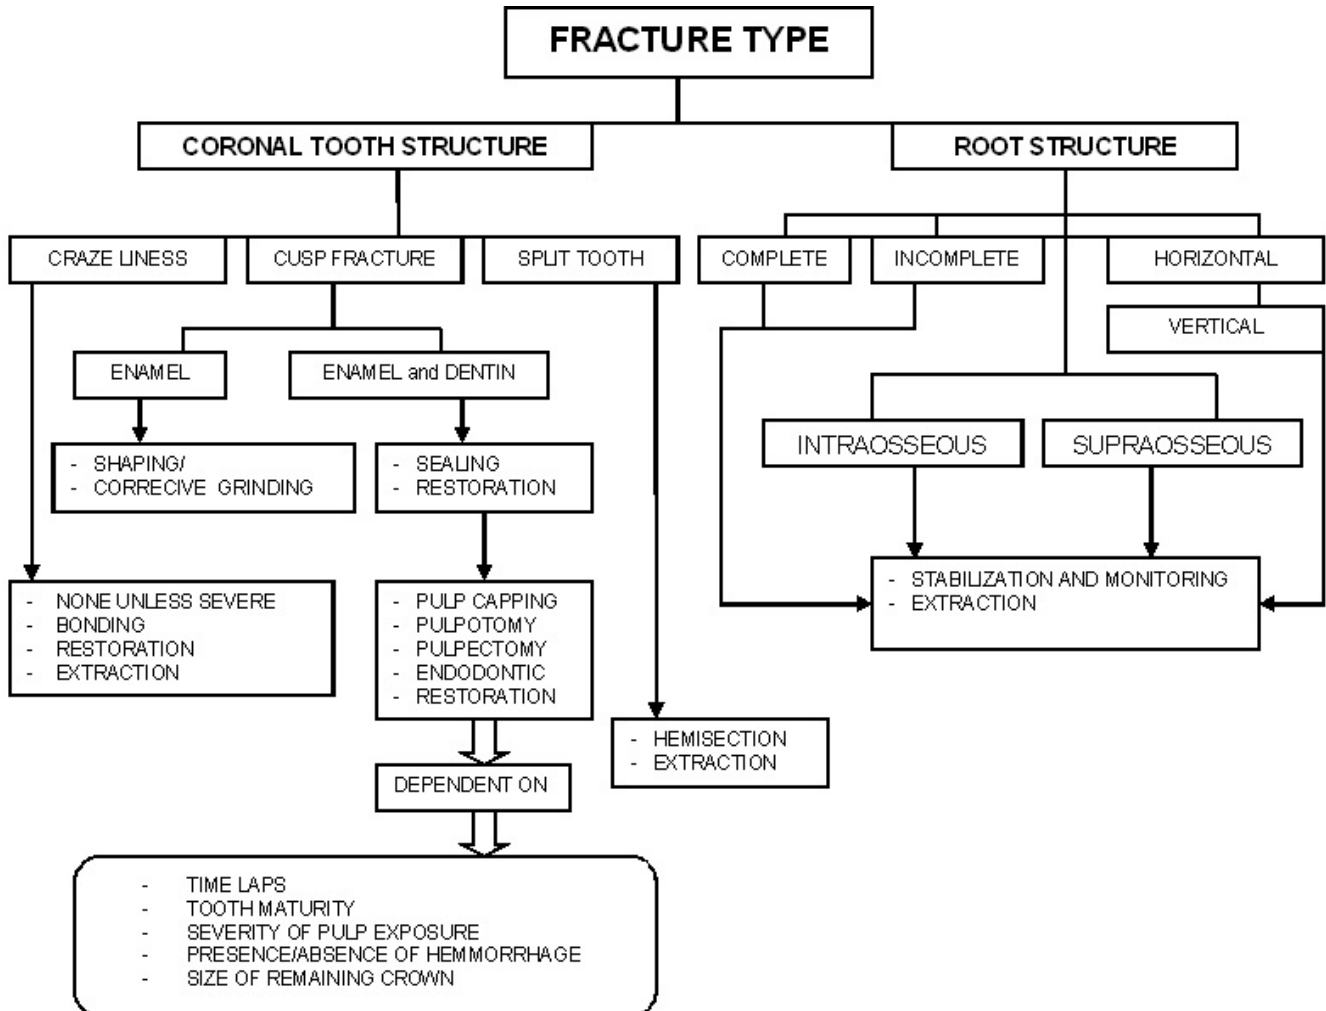 FRACTURE TYPE
CORONAL TOOTH STRUCTURE
ROOT STRUCTURE
CRAZE LINESS
CUSP FRACTURE
SPLIT TOOTH
COMPLETE
INCOMPLETE
HORIZONTAL
VERTICAL
ENAMEL
ENAMEL and DENTIN
INTRAOSSEOUS
SUPRAOSSEOUS
- SHAPING/
- CORRECIVE GRINDING
- SEALING
- RESTORATION
- STABILIZATION AND MONITORING
- EXTRACTION
- NONE UNLESS SEVERE
- BONDING
- RESTORATION
- EXTRACTION
- PULP CAPPING
- PULPOTOMY
- PULPECTOMY
- ENDODONTIC
- RESTORATION
- HEMISECTION
- EXTRACTION
DEPENDENT ON
- TIME LAPS
- TOOTH MATURITY
- SEVERITY OF PULP EXPOSURE
- PRESENCE/ABSENCE OF HEMMORRHAGE
- SIZE OF REMAINING CROWN